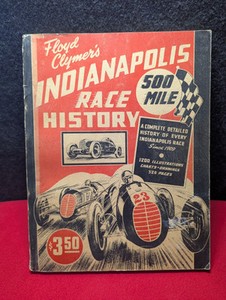 Floyd
Clymer's
INDIANAPOLIS
500
MILE
RACE
HISTORY
A COMPLETE DETAILED
HISTORY OF EVERY
INDIANAPOLIS RACE
Since 1909
1200 ILLUSTRATIONS
CHARTS - DRAWINGS
320 PAGES
23
$3.50